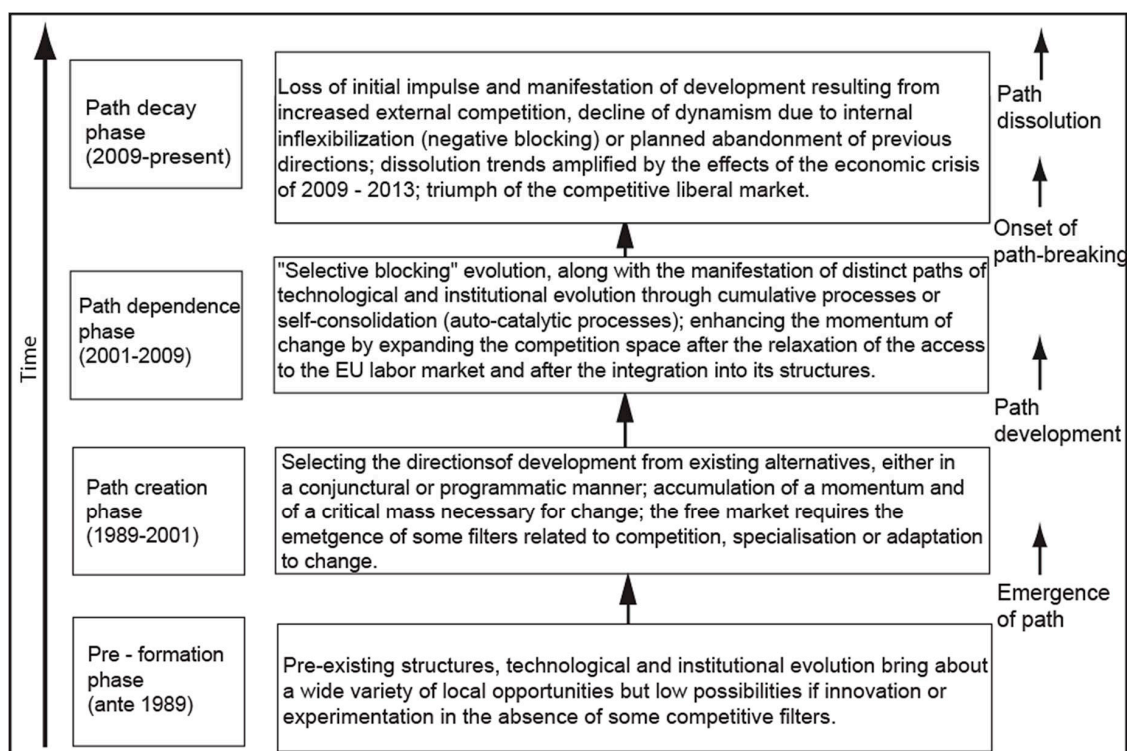 Path decay
phase
(2009-present)
Loss of initial impulse and manifestation of development resulting from
increased external competition, decline of dynamism due to internal
inflexibilization (negative blocking) or planned abandonment of previous
directions; dissolution trends amplified by the effects of the economic crisis
of 2009 - 2013; triumph of the competitive liberal market.
Path
dissolution
Onset of
path-breaking
Path dependence
phase
(2001-2009)
"Selective blocking" evolution, along with the manifestation of distinct paths of
technological and institutional evolution through cumulative processes or
self-consolidation (auto-catalytic processes); enhancing the momentum of
change by expanding the competition space after the relaxation of the access
to the EU labor market and after the integration into its structures.
Time
Path
development
Path creation
phase
(1989-2001)
Selecting the directionsof development from existing alternatives, either in
a conjunctural or programmatic manner; accumulation of a momentum and
of a critical mass necessary for change; the free market requires the
emetgence of some filters related to competition, specialisation or adaptation
to change.
Emergence
of path
Pre - formation
phase
(ante 1989)
Pre-existing structures, technological and institutional evolution bring about
a wide variety of local opportunities but low possibilities if innovation or
experimentation in the absence of some competitive filters.